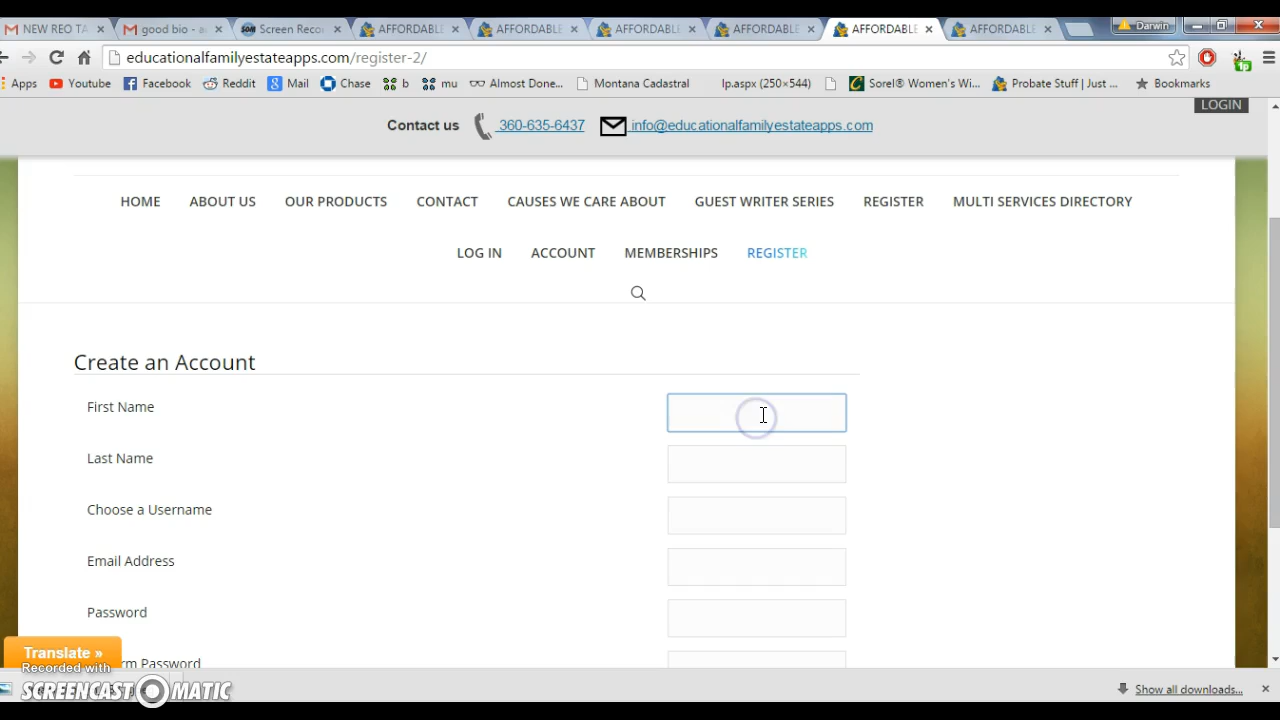 NEW REO TA
good bio - a
Screen Reco
AFFORDABLE
AFFORDABLE
AFFORDABLE
AFFORDABLE
AFFORDABLE
AFFORDABLE
Darwin
educationalfamilyestateapps.com/register-2/
1p
Apps Youtube Facebook Reddit Mail Chase b mu Almost Done... Montana Cadastral lp.aspx (250×544) Sorel® Women's Wi... Probate Stuff | Just ... Bookmarks
LOGIN
Contact us 360-635-6437 info@educationalfamilyestateapps.com
HOME ABOUT US OUR PRODUCTS CONTACT CAUSES WE CARE ABOUT GUEST WRITER SERIES REGISTER MULTI SERVICES DIRECTORY
LOG IN ACCOUNT MEMBERSHIPS REGISTER
Create an Account
First Name
Last Name
Choose a Username
Email Address
Password
rm Password
Translate »
Recorded with
SCREENCAST MATIC
Show all downloads...